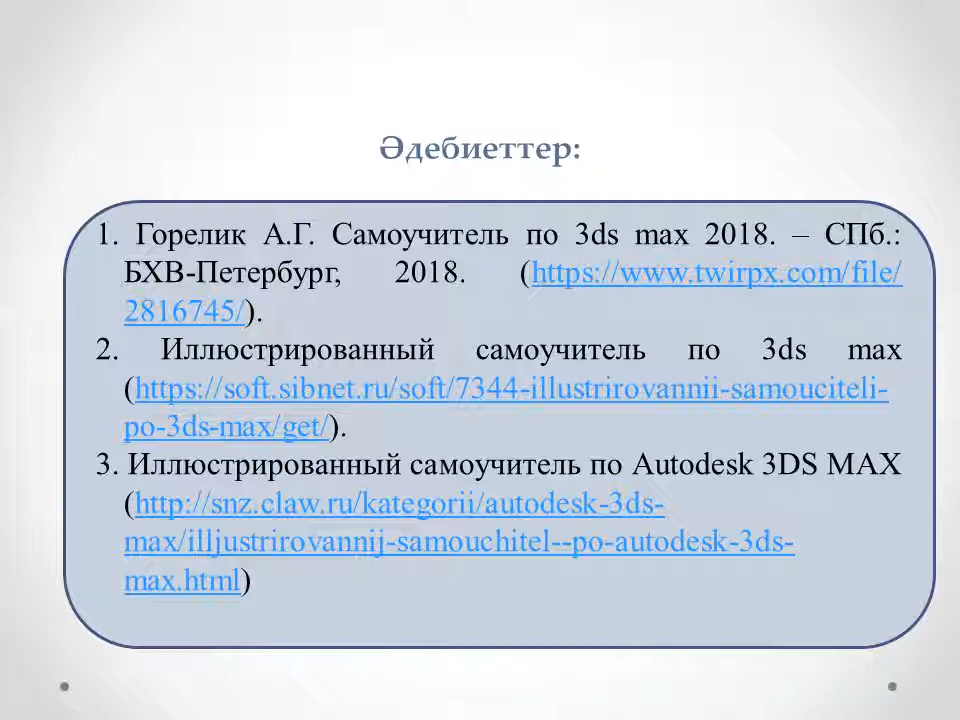 Әдебиеттер:
1. Горелик А.Г. Самоучитель по 3ds max 2018. – СПб.:
БХВ-Петербург, 2018. (https://www.twirpx.com/file/
2816745/).
2. Иллюстрированный самоучитель по 3ds max
(https://soft.sibnet.ru/soft/7344-illustrirovannii-samouciteli-
po-3ds-max/get/).
3. Иллюстрированный самоучитель по Autodesk 3DS MAX
(http://snz.claw.ru/kategorii/autodesk-3ds-
max/illjustrirovannij-samouchitel--po-autodesk-3ds-
max.html)